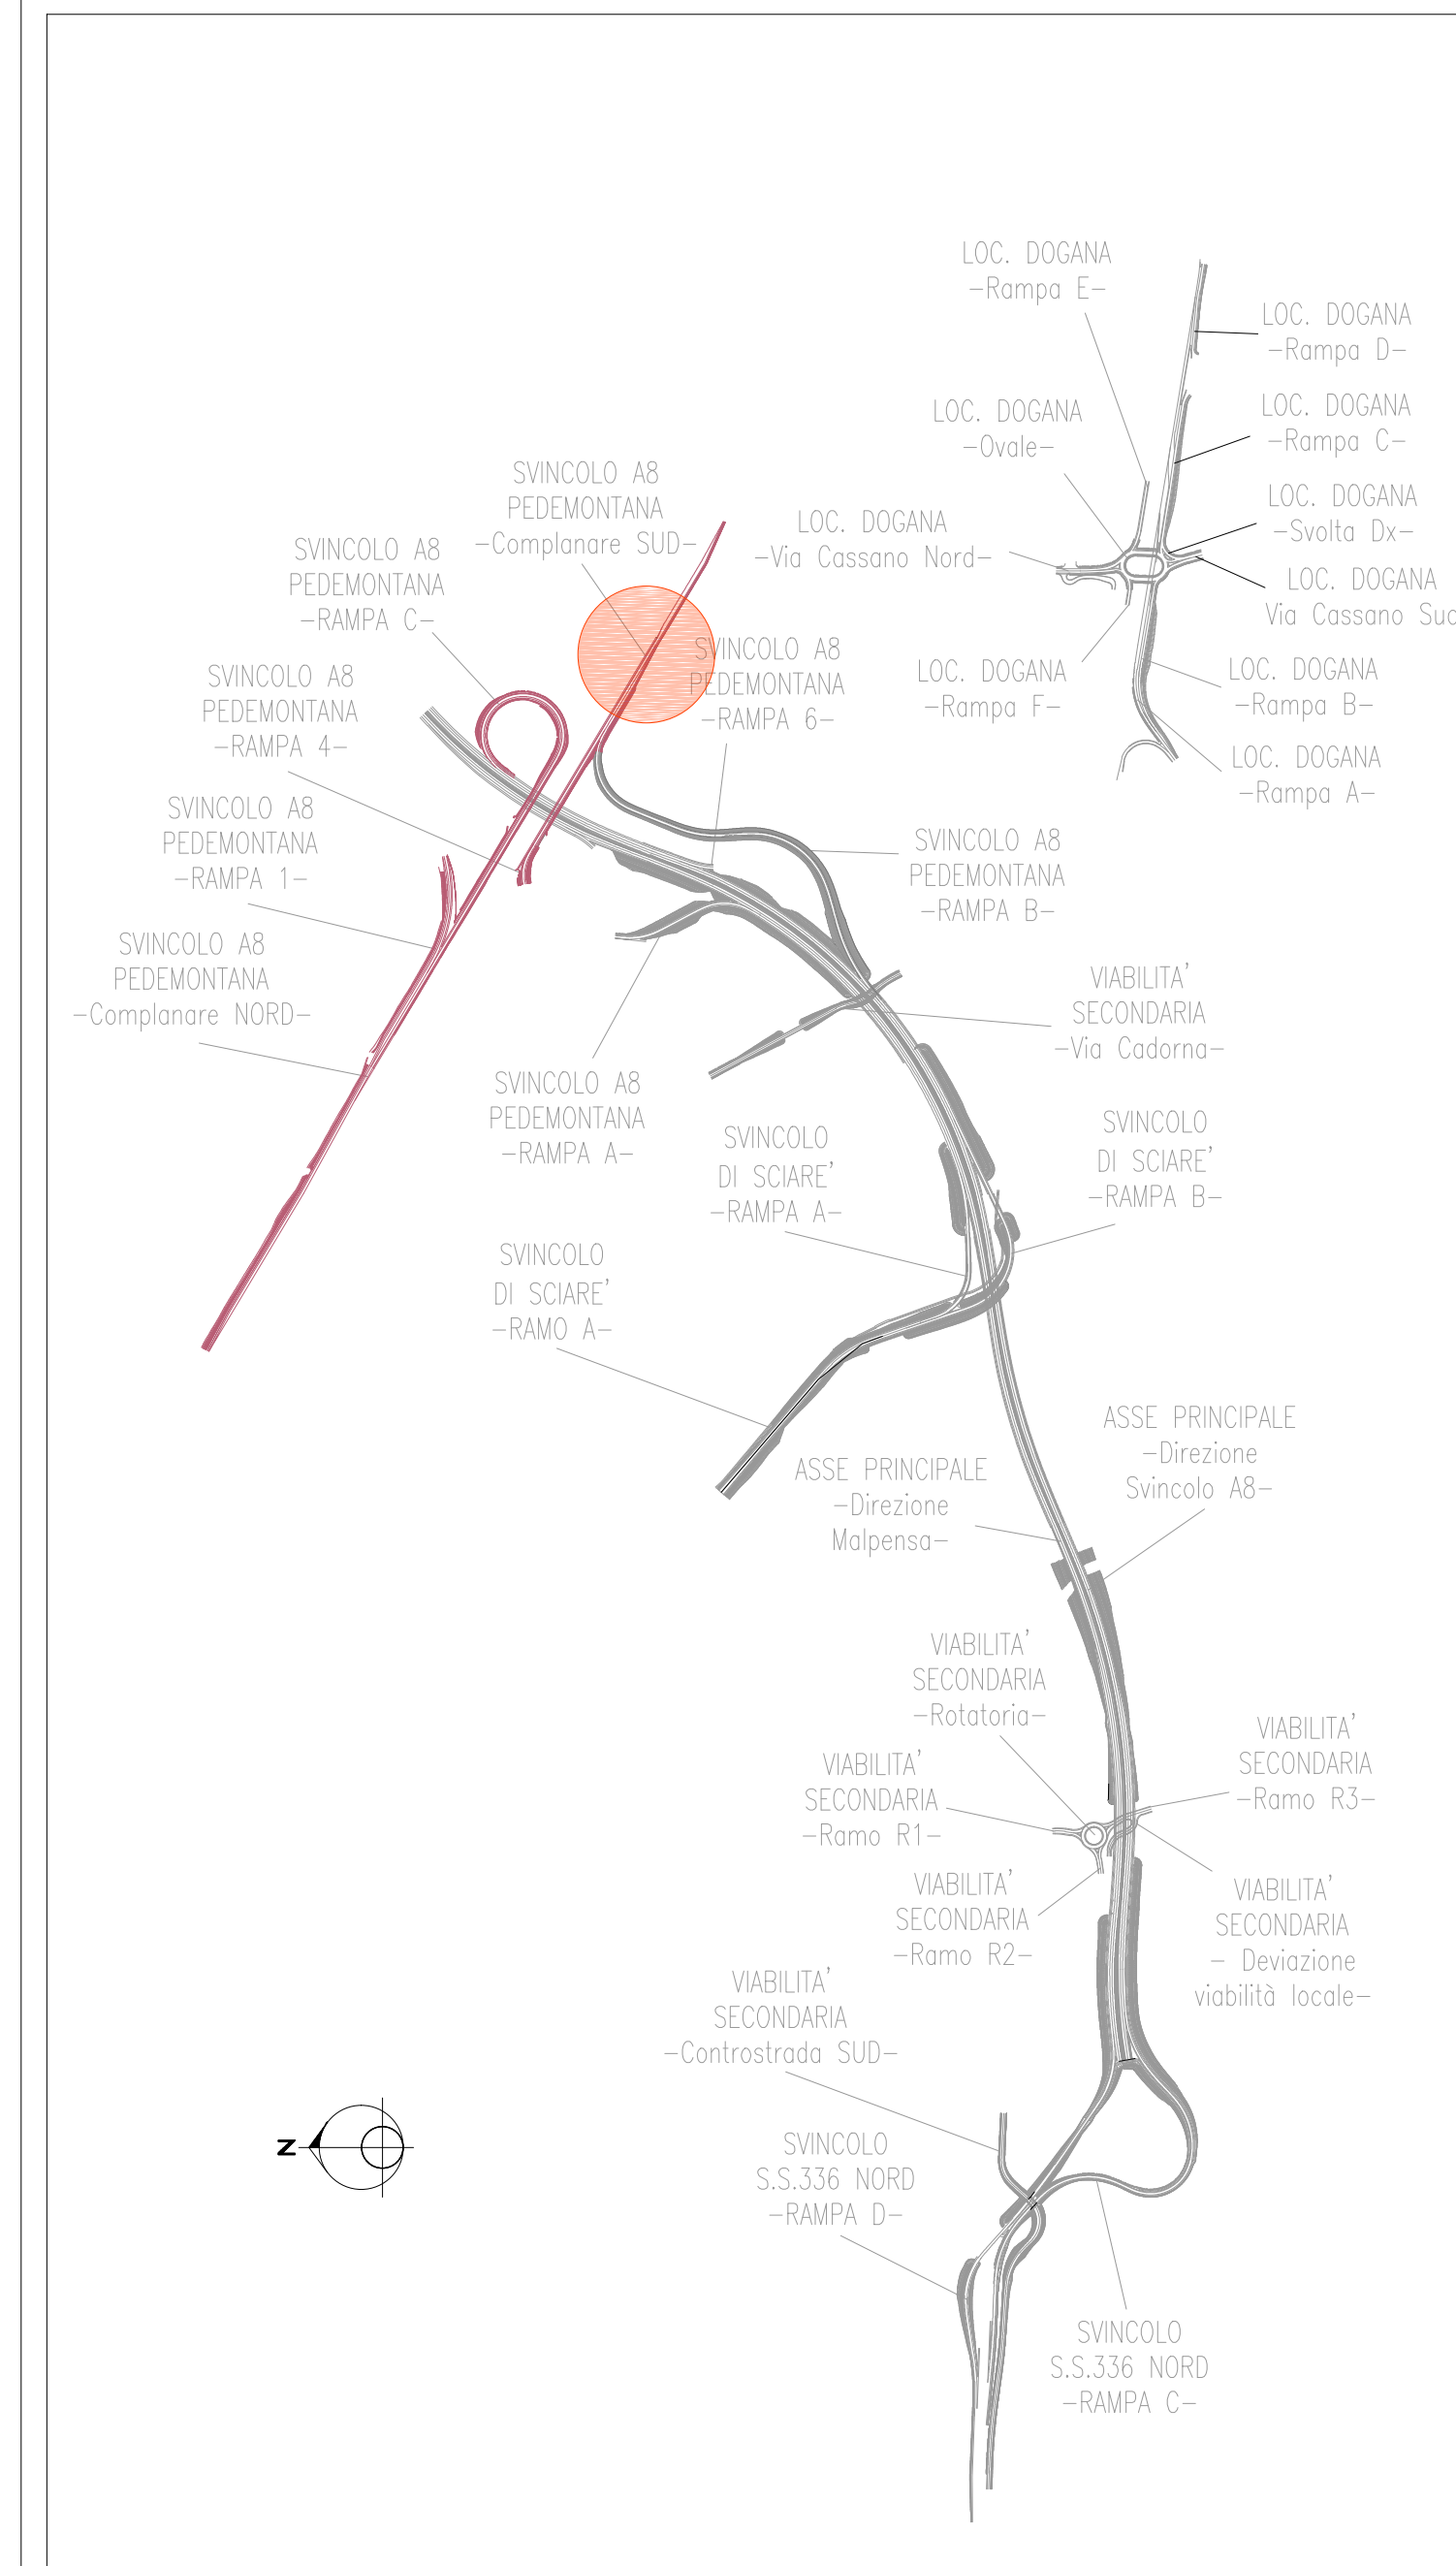 LOC. DOGANA
-Rampa E-
LOC. DOGANA
-Rampa D-
LOC. DOGANA
-Ovale-
LOC. DOGANA
-Rampa C-
SVINCOLO A8
PEDEMONTANA
-Complanare SUD-
LOC. DOGANA
-Via Cassano Nord-
LOC. DOGANA
-Svolta Dx-
SVINCOLO A8
PEDEMONTANA
-RAMPA C-
LOC. DOGANA
Via Cassano Sud
SVINCOLO A8
PEDEMONTANA
-RAMPA 6-
SVINCOLO A8
PEDEMONTANA
-RAMPA 4-
LOC. DOGANA
-Rampa F-
LOC. DOGANA
-Rampa B-
LOC. DOGANA
-Rampa A-
SVINCOLO A8
PEDEMONTANA
-RAMPA 1-
SVINCOLO A8
PEDEMONTANA
-RAMPA B-
SVINCOLO A8
PEDEMONTANA
-Complanare NORD-
VIABILITA'
SECONDARIA
-Via Cadorna-
SVINCOLO A8
PEDEMONTANA
-RAMPA A-
SVINCOLO
DI SCIARE'
-RAMPA A-
SVINCOLO
DI SCIARE'
-RAMPA B-
SVINCOLO
DI SCIARE'
-RAMO A-
ASSE PRINCIPALE
-Direzione
Svincolo A8-
ASSE PRINCIPALE
-Direzione
Malpensa-
VIABILITA'
SECONDARIA
-Rotatoria-
VIABILITA'
SECONDARIA
-Ramo R3-
VIABILITA'
SECONDARIA
-Ramo R1-
VIABILITA'
SECONDARIA
-Ramo R2-
VIABILITA'
SECONDARIA
- Deviazione
viabilità locale-
VIABILITA'
SECONDARIA
-Controstrada SUD-
N
SVINCOLO
S.S.336 NORD
-RAMPA D-
SVINCOLO
S.S.336 NORD
-RAMPA C-